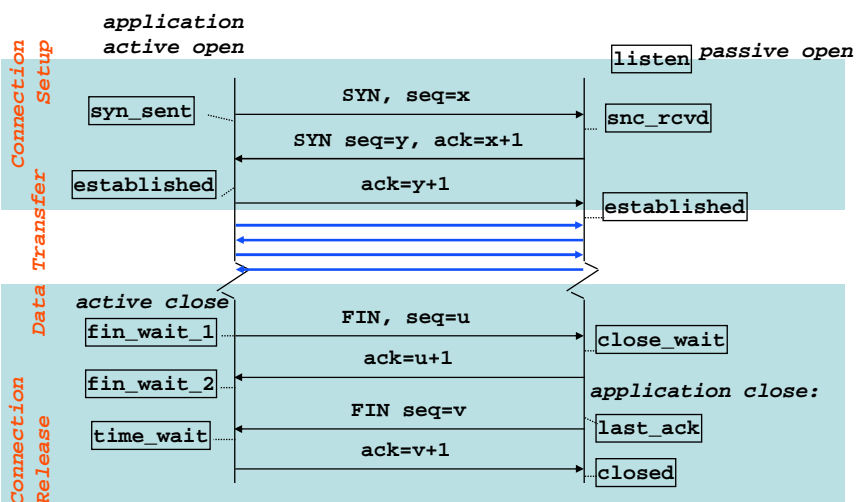 application
active open
listen
passive open
Connection
Setup
SYN, seq=x
syn_sent
snc_rcvd
SYN seq=y, ack=x+1
established
ack=y+1
established
Data Transfer
active close
fin_wait_1
FIN, seq=u
close_wait
ack=u+1
fin_wait_2
application close:
FIN seq=v
time_wait
last_ack
ack=v+1
closed
Connection
Release